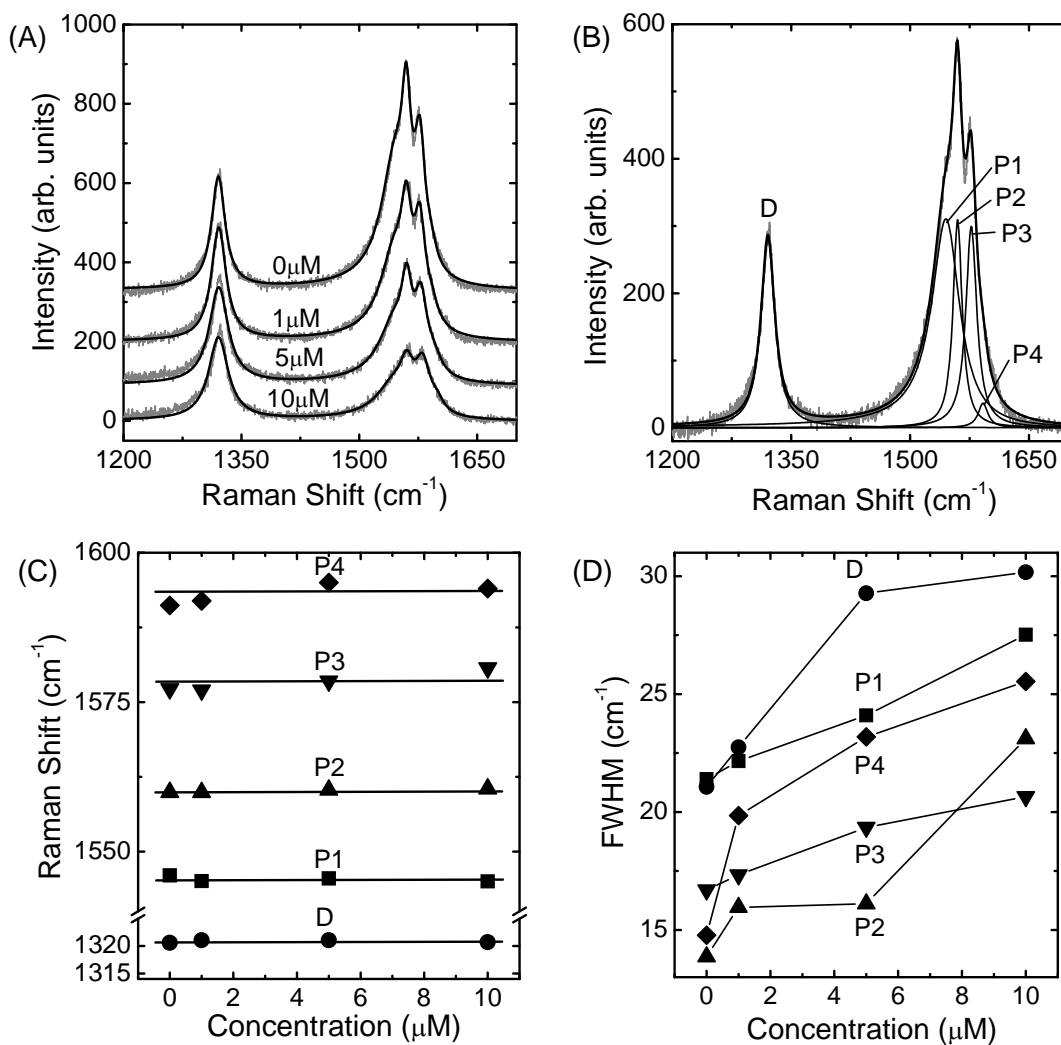 (A)
1000
800
600
400
200
0
Intensity (arb. units)
0μM
1μM
5μM
10μM
1200 1350 1500 1650
Raman Shift (cm⁻¹)
(B)
600
300
0
Intensity (arb. units)
D
P1
P2
P3
P4
1200 1350 1500 1650
Raman Shift (cm⁻¹)
(C)
1600
1575
1550
1320
1315
Raman Shift (cm⁻¹)
P4
P3
P2
P1
D
0 2 4 6 8 10
Concentration (μM)
(D)
30
25
20
15
FWHM (cm⁻¹)
D
P1
P4
P3
P2
0 2 4 6 8 10
Concentration (μM)